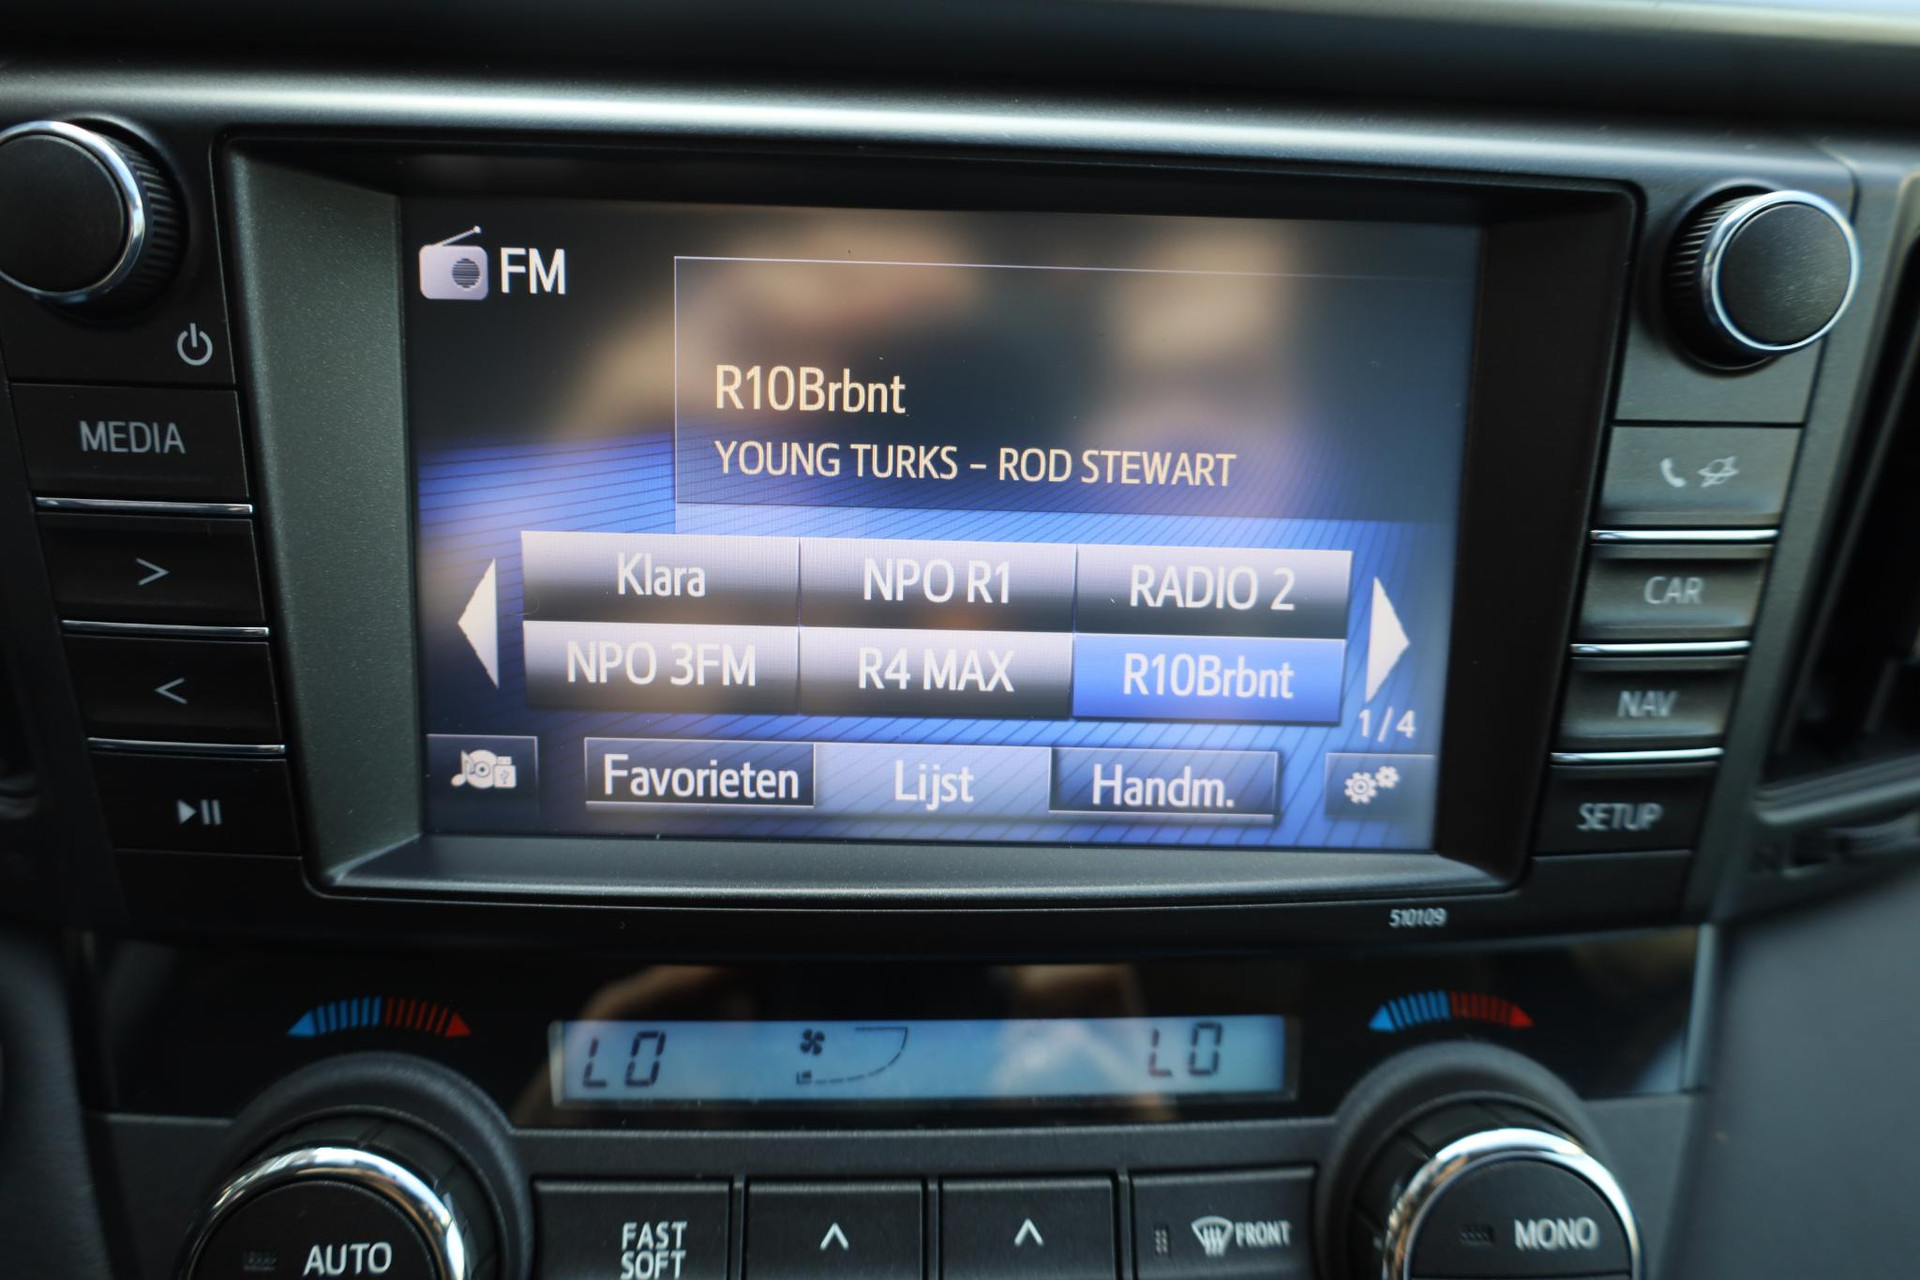 FM
R10Brbnt
YOUNG TURKS – ROD STEWART
Klara NPO R1 RADIO 2
NPO 3FM R4 MAX R10Brbnt
1/4
Favorieten Lijst Handm.
MEDIA
>
<
CAR
NAV
SETUP
510109
LO LO
AUTO
FAST
SOFT
FRONT
MONO